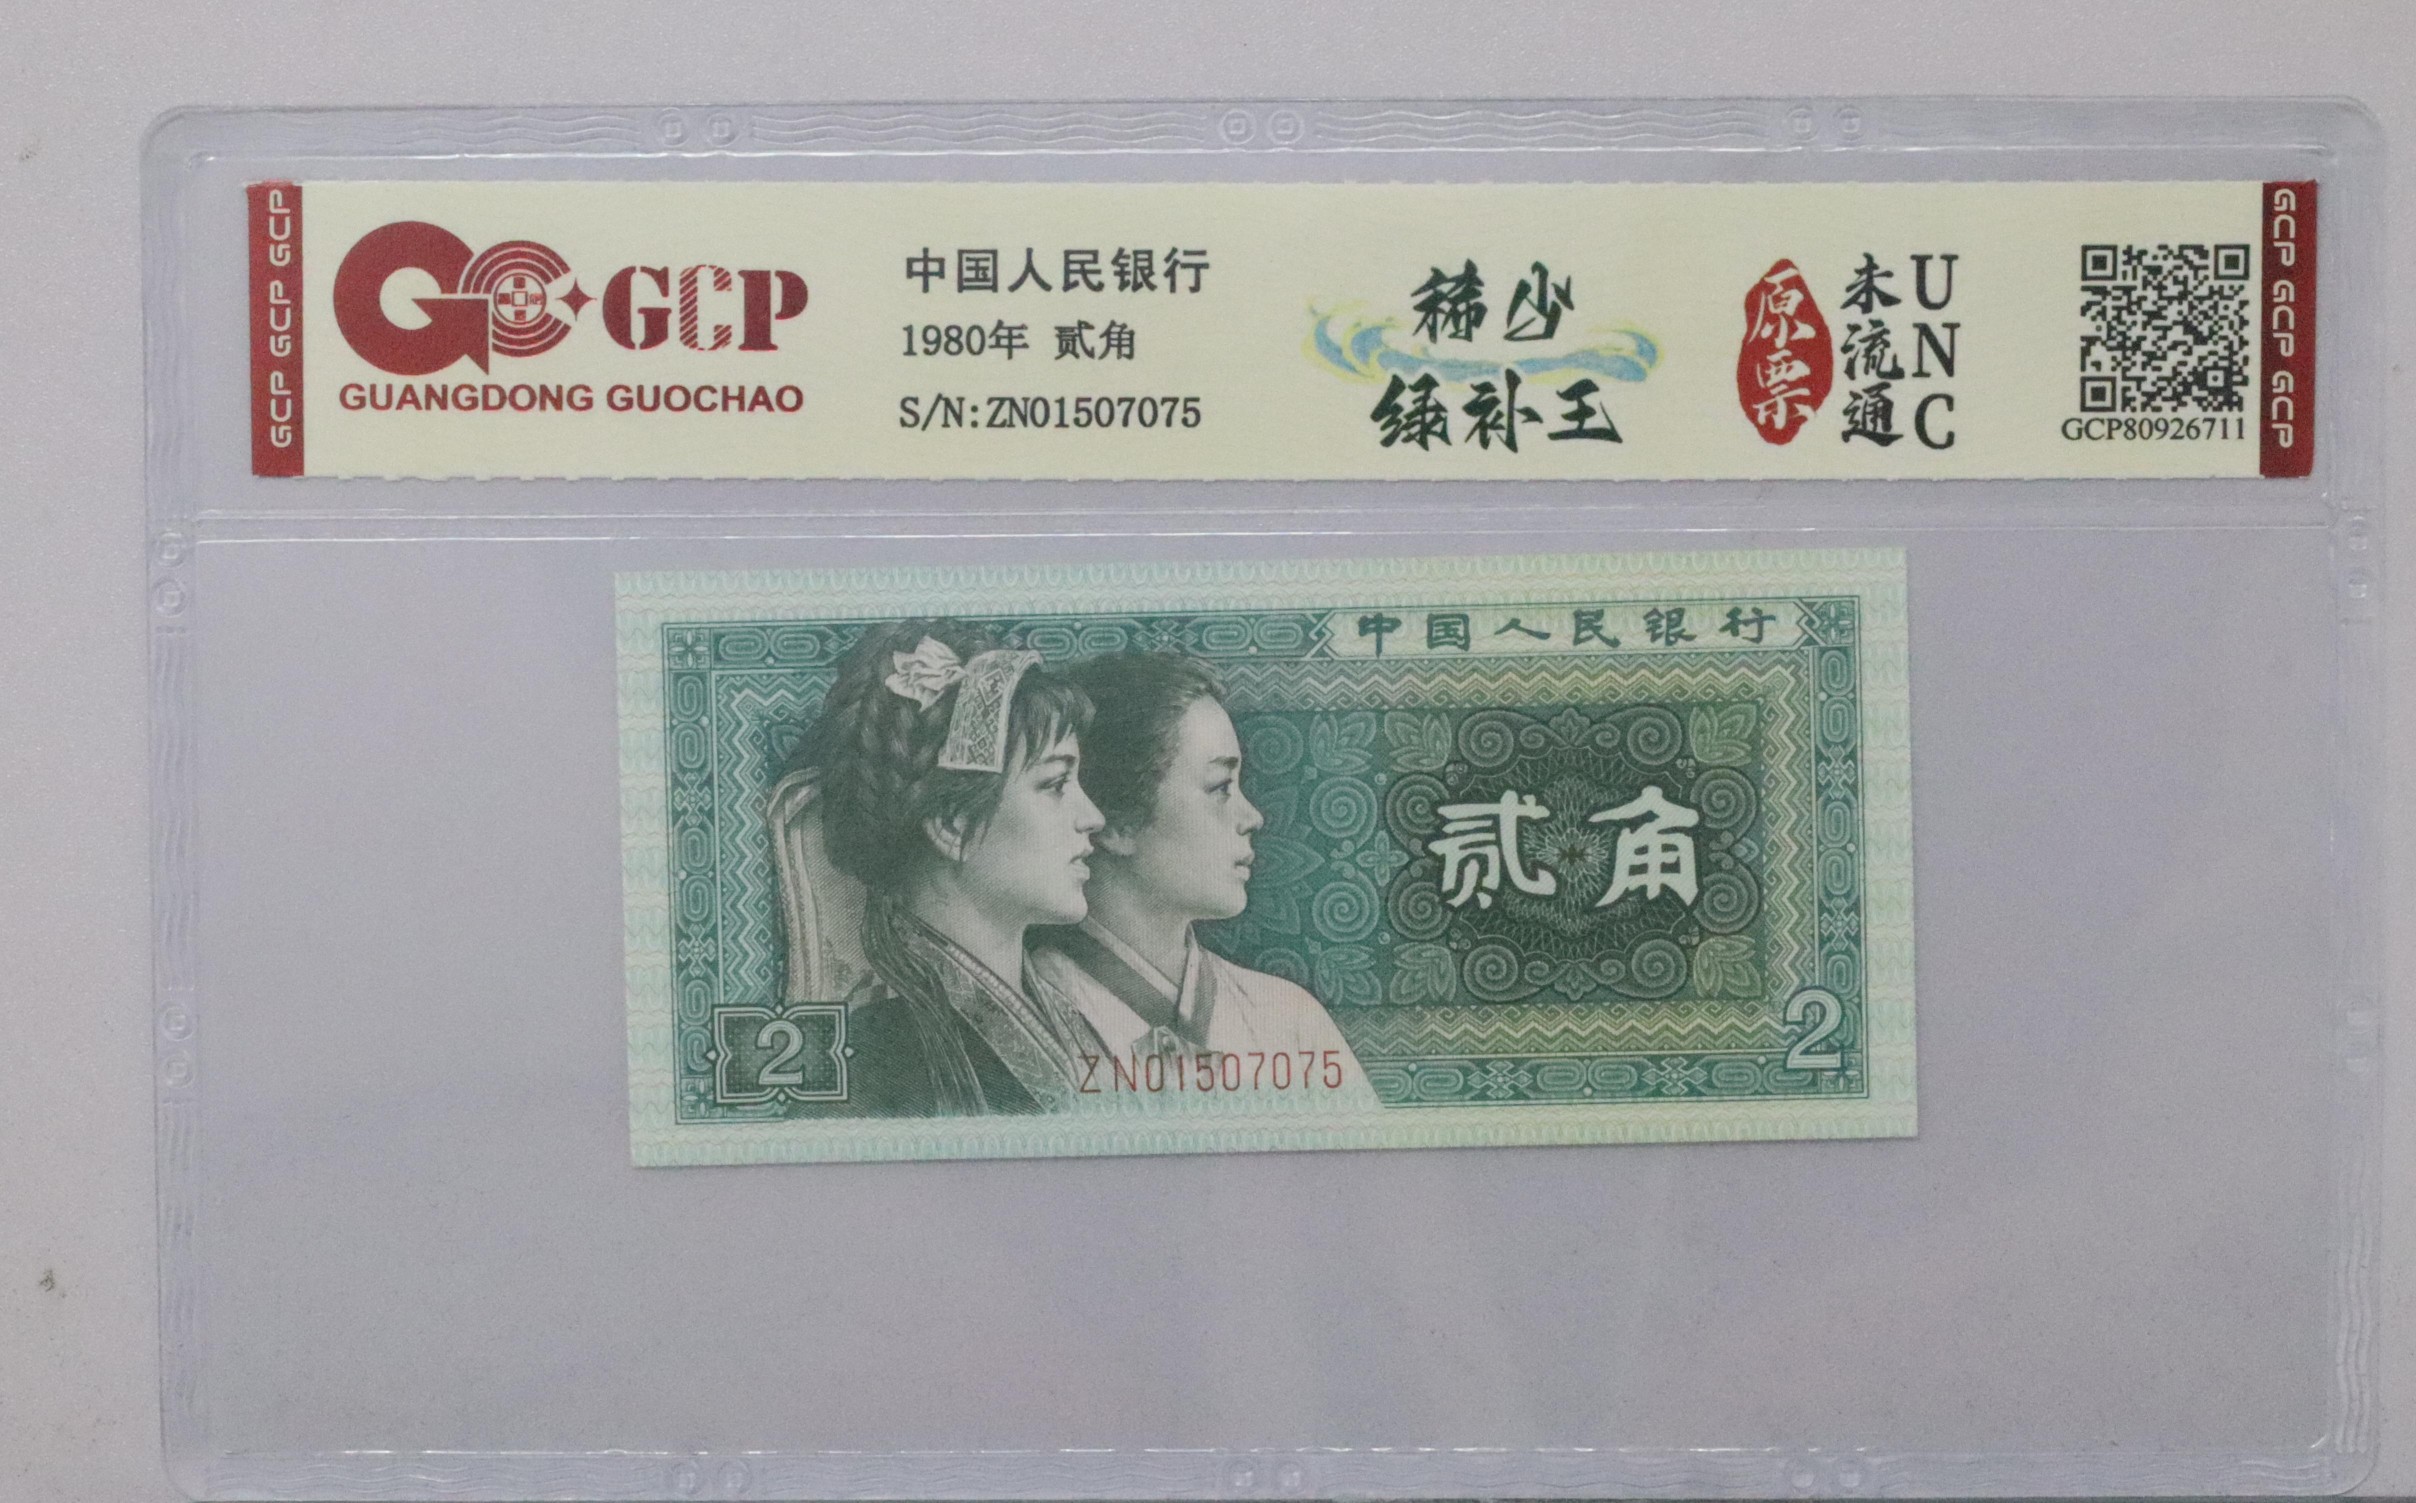 GCP GCP GCP
GCP
GUANGDONG GUOCHAO
中国人民银行
1980年 贰角
S/N:ZN01507075
稀少
绿补王
原票
未流通
UNC
GCP80926711
GCP GCP GCP
中国人民银行
贰角
2
2
ZN01507075